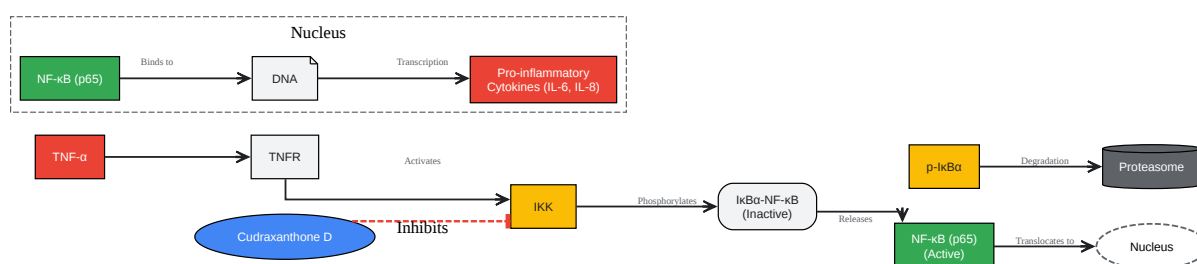 Nucleus
NF-κB (p65)
Binds to
DNA
Transcription
Pro-inflammatory
Cytokines (IL-6, IL-8)
TNF-α
TNFR
Activates
IKK
Cudraxanthone D
Inhibits
Phosphorylates
IκBα-NF-κB
(Inactive)
Releases
NF-κB (p65)
(Active)
Translocates to
Nucleus
p-IκBα
Degradation
Proteasome